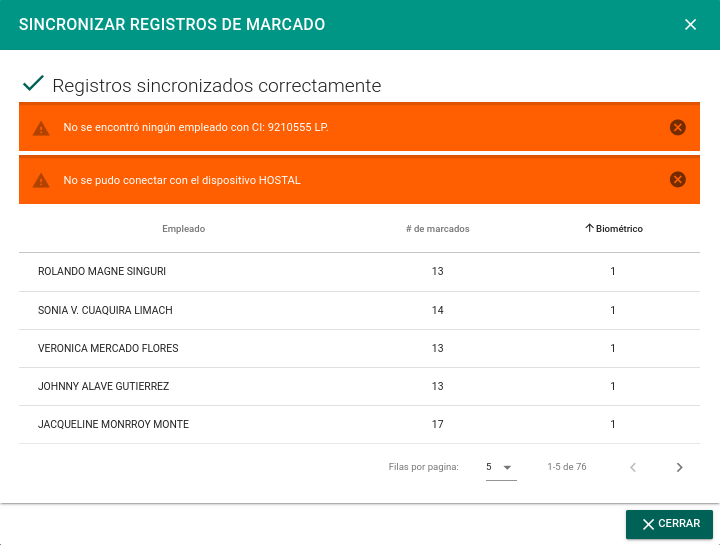 SINCRONIZAR REGISTROS DE MARCADO
Registros sincronizados correctamente
No se encontró ningún empleado con CI: 9210555 LP.
No se pudo conectar con el dispositivo HOSTAL
Empleado # de marcados Biométrico
ROLANDO MAGNE SINGURI 13 1
SONIA V. CUAQUIRA LIMACH 14 1
VERONICA MERCADO FLORES 13 1
JOHNNY ALAVE GUTIERREZ 13 1
JACQUELINE MONRROY MONTE 17 1
Filas por pagina: 5 1-5 de 76
CERRAR